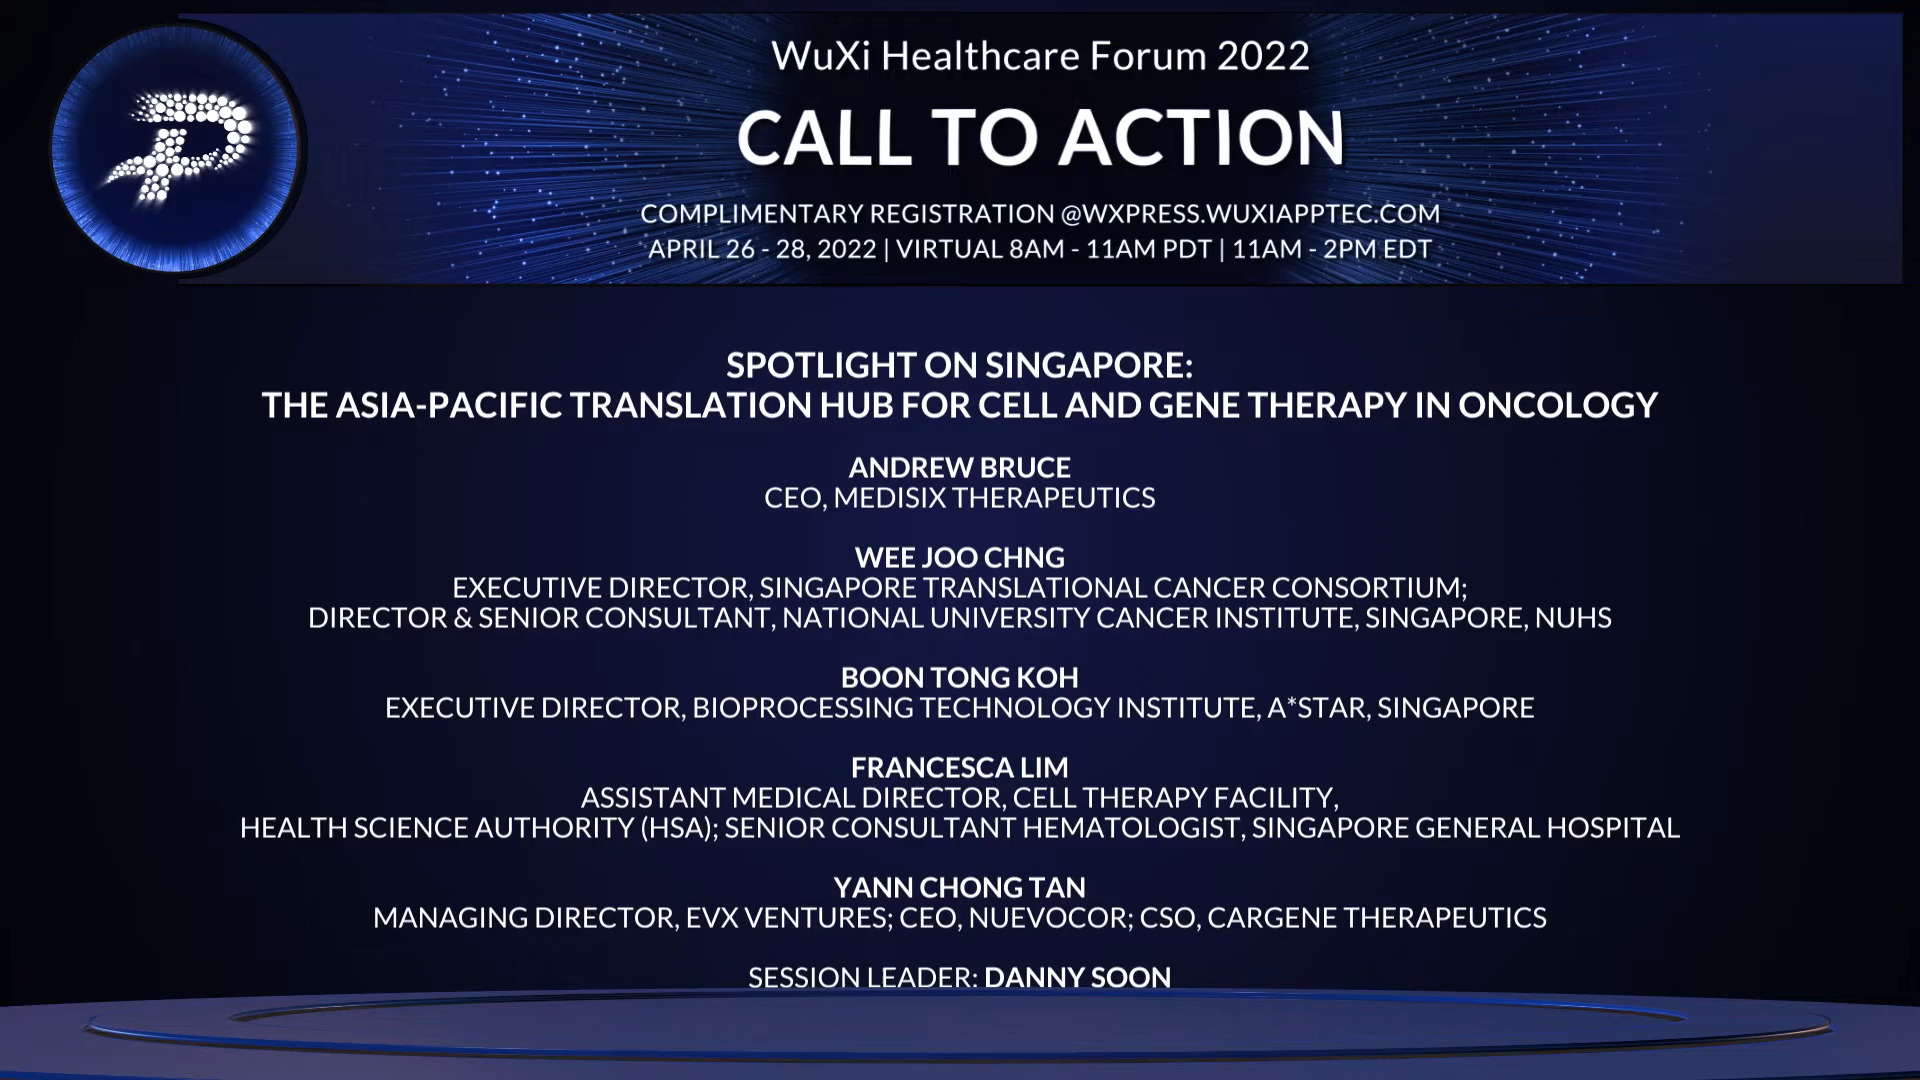 WuXi Healthcare Forum 2022
CALL TO ACTION
COMPLIMENTARY REGISTRATION @WXPRESS.WUXIAPPTEC.COM
APRIL 26 - 28, 2022 | VIRTUAL 8AM - 11AM PDT | 11AM - 2PM EDT
SPOTLIGHT ON SINGAPORE:
THE ASIA-PACIFIC TRANSLATION HUB FOR CELL AND GENE THERAPY IN ONCOLOGY
ANDREW BRUCE
CEO, MEDISIX THERAPEUTICS
WEE JOO CHNG
EXECUTIVE DIRECTOR, SINGAPORE TRANSLATIONAL CANCER CONSORTIUM;
DIRECTOR & SENIOR CONSULTANT, NATIONAL UNIVERSITY CANCER INSTITUTE, SINGAPORE, NUHS
BOON TONG KOH
EXECUTIVE DIRECTOR, BIOPROCESSING TECHNOLOGY INSTITUTE, A*STAR, SINGAPORE
FRANCESCA LIM
ASSISTANT MEDICAL DIRECTOR, CELL THERAPY FACILITY,
HEALTH SCIENCE AUTHORITY (HSA); SENIOR CONSULTANT HEMATOLOGIST, SINGAPORE GENERAL HOSPITAL
YANN CHONG TAN
MANAGING DIRECTOR, EVX VENTURES; CEO, NUEVOCOR; CSO, CARGENE THERAPEUTICS
SESSION LEADER: DANNY SOON